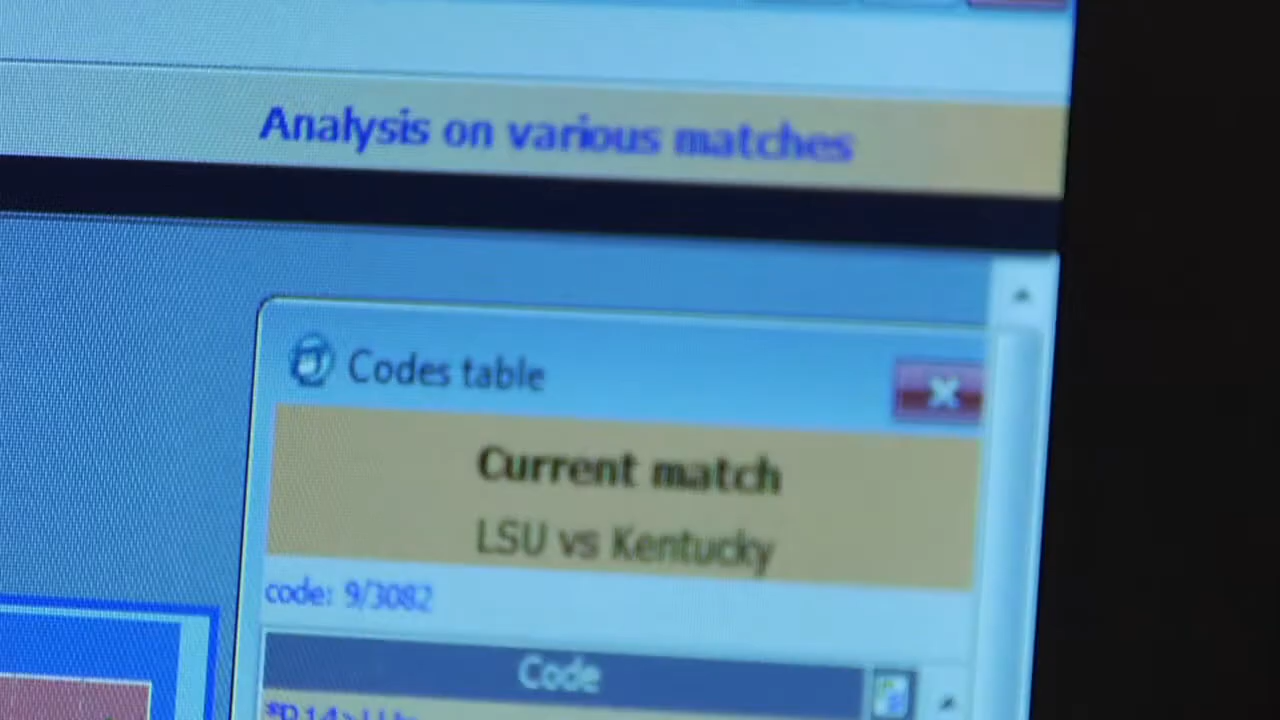 Analysis on various matches
Codes table
Current match
LSU vs Kentucky
code: 9/3082
Code